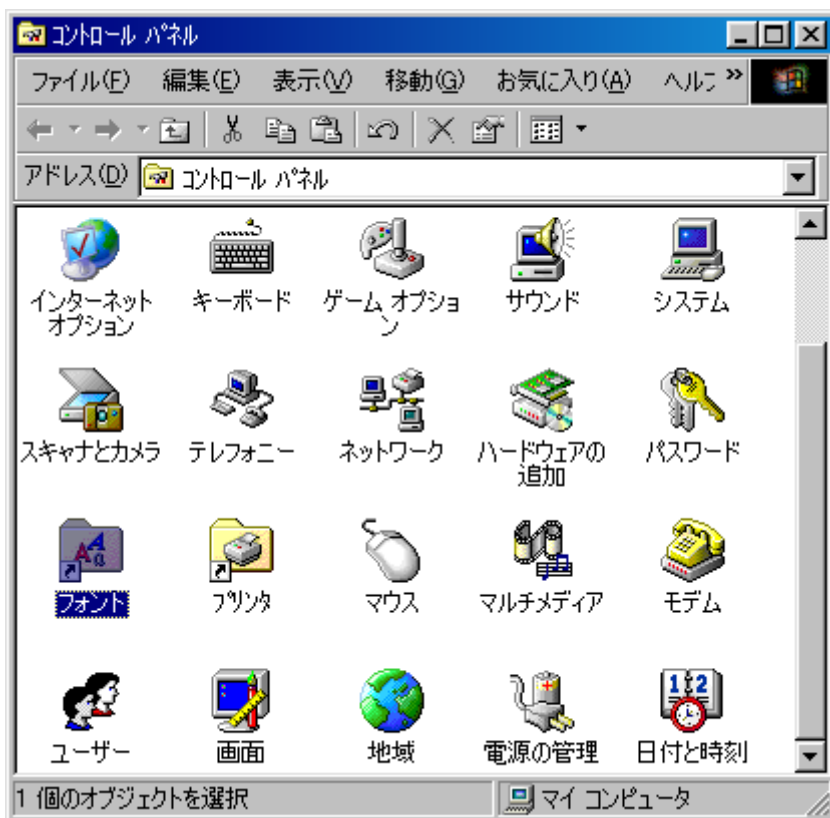 コントロール パネル
ファイル(F) 編集(E) 表示(V) 移動(G) お気に入り(A) ヘルプ »
アドレス(D) コントロール パネル
インターネット オプション
キーボード
ゲーム オプション
サウンド
システム
スキャナとカメラ
テレフォニー
ネットワーク
ハードウェアの追加
パスワード
フォント
プリンタ
マウス
マルチメディア
モデム
ユーザー
画面
地域
電源の管理
日付と時刻
1 個のオブジェクトを選択
マイ コンピュータ